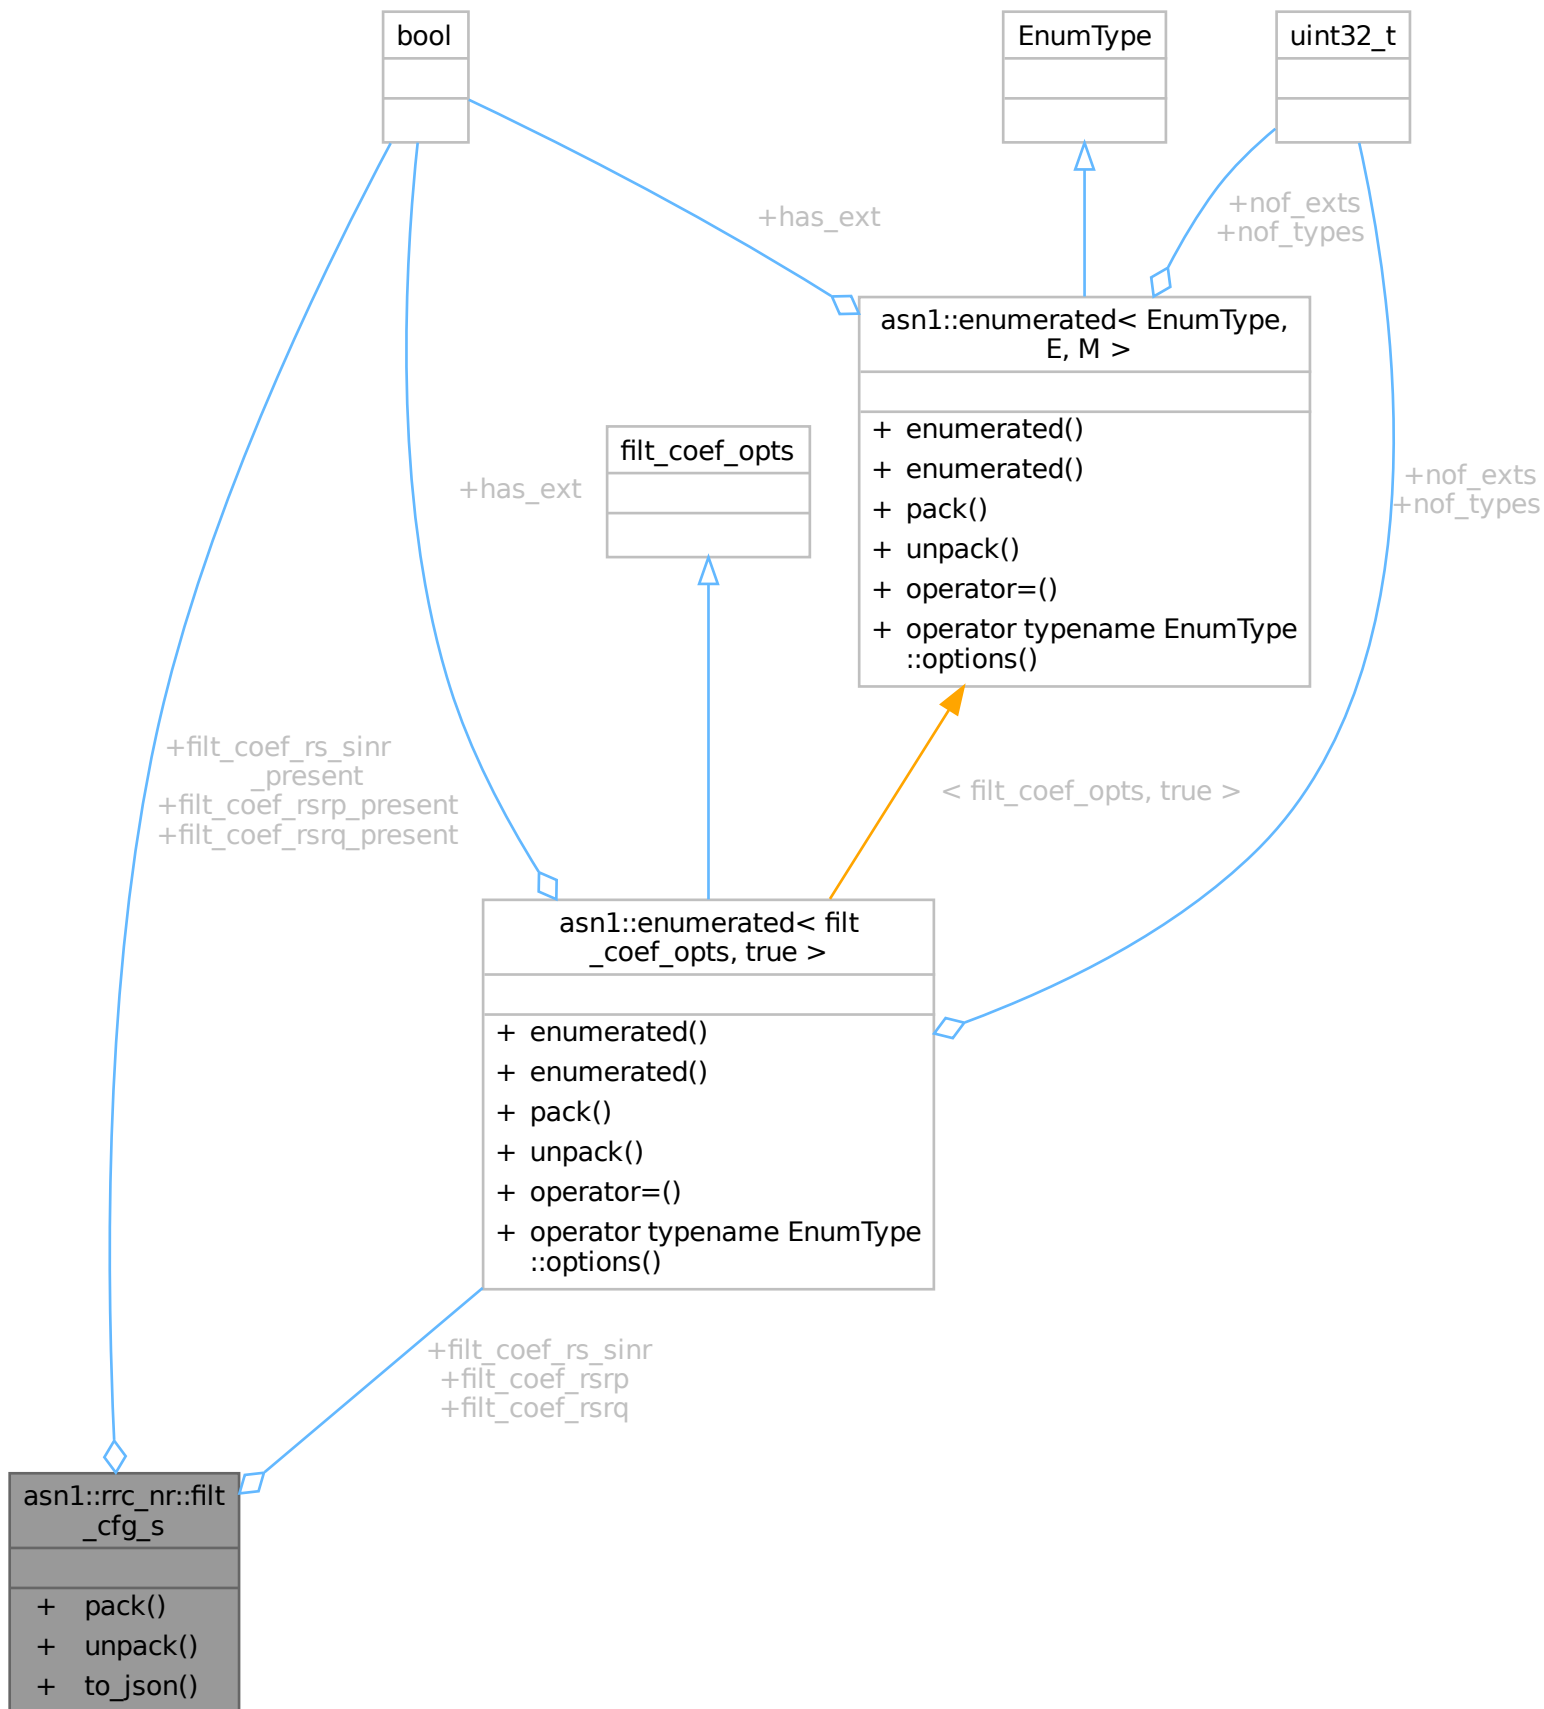 bool
EnumType
uint32_t
+has_ext
+nof_exts
+nof_types
asn1::enumerated< EnumType,
E, M >
+ enumerated()
+ enumerated()
+ pack()
+ unpack()
+ operator=()
+ operator typename EnumType
::options()
filt_coef_opts
+has_ext
+nof_exts
+nof_types
+filt_coef_rs_sinr
_present
+filt_coef_rsrp_present
+filt_coef_rsrq_present
< filt_coef_opts, true >
asn1::enumerated< filt
_coef_opts, true >
+ enumerated()
+ enumerated()
+ pack()
+ unpack()
+ operator=()
+ operator typename EnumType
::options()
+filt_coef_rs_sinr
+filt_coef_rsrp
+filt_coef_rsrq
asn1::rrc_nr::filt
_cfg_s
+ pack()
+ unpack()
+ to_json()